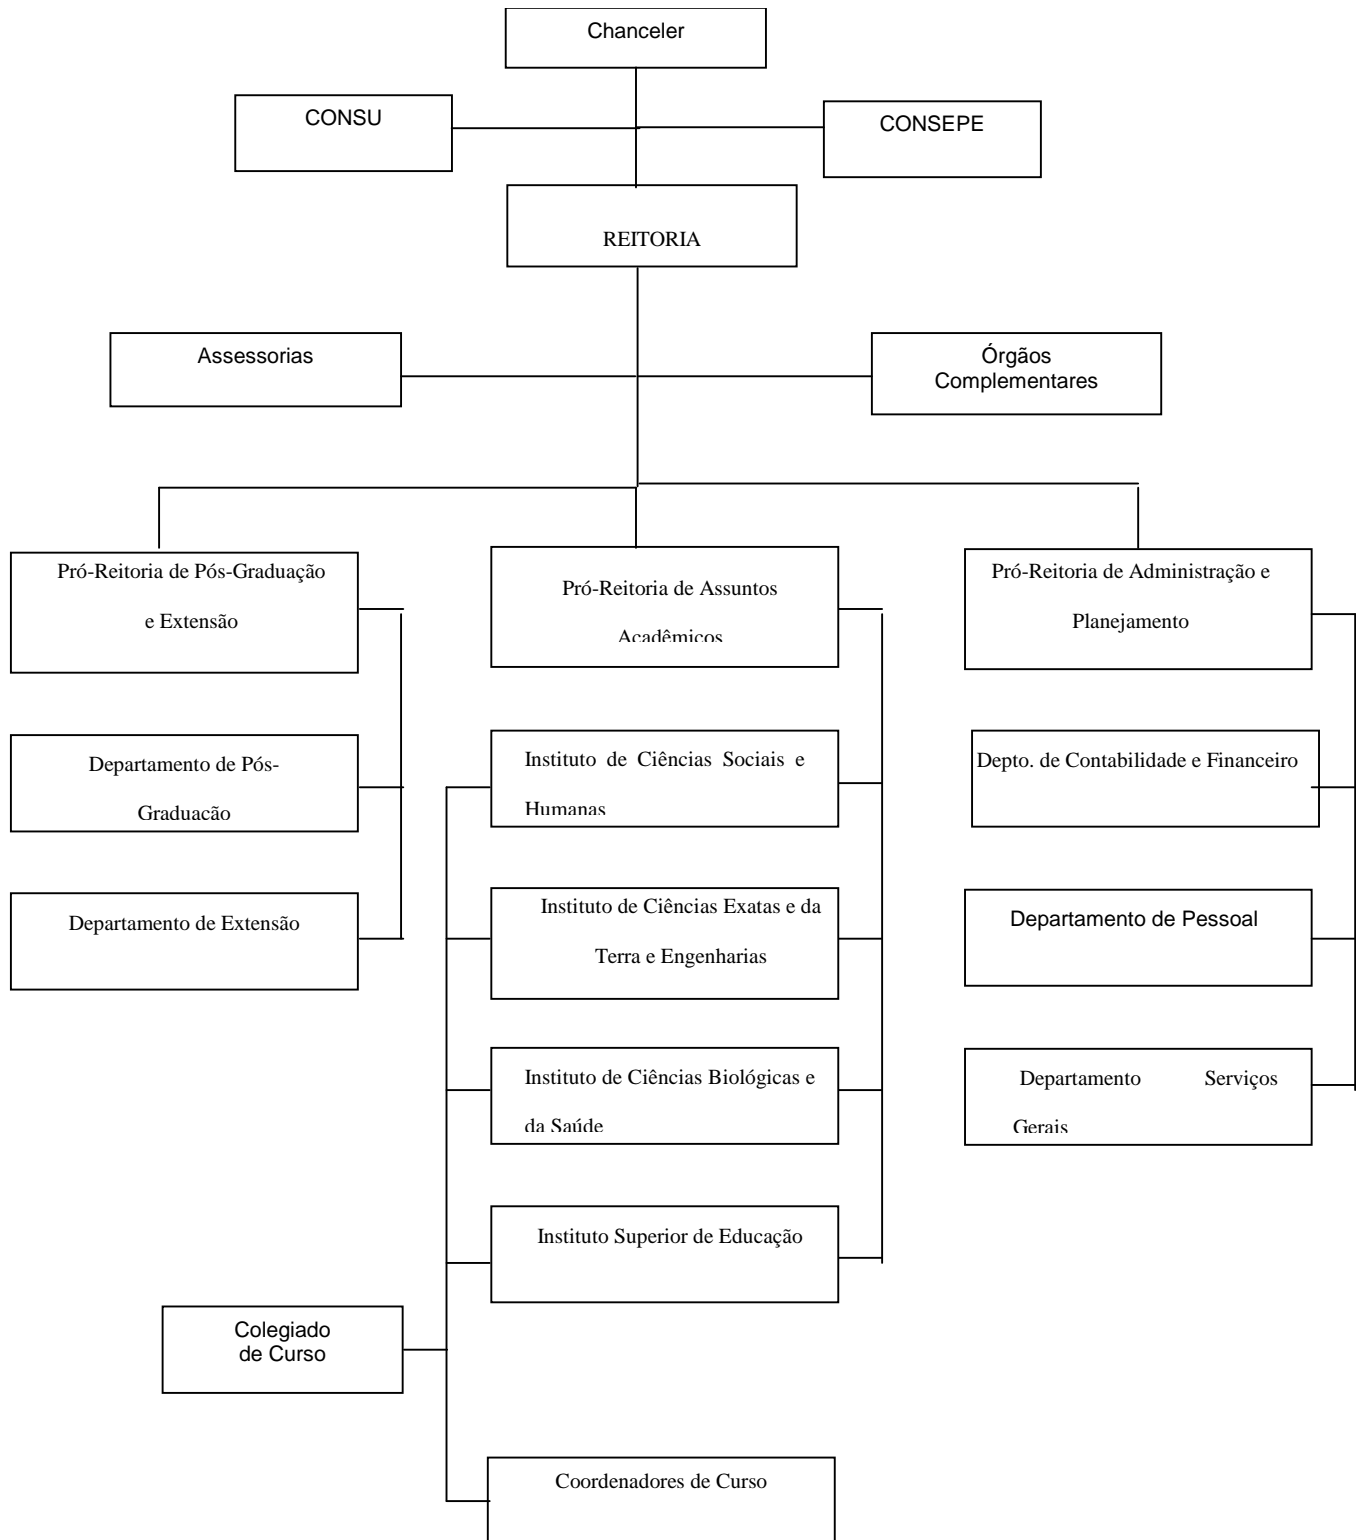 Chanceler
CONSU
CONSEPE
REITORIA
Assessorias
Órgãos
Complementares
Pró-Reitoria de Pós-Graduação
e Extensão
Pró-Reitoria de Assuntos
Acadêmicos
Pró-Reitoria de Administração e
Planejamento
Departamento de Pós-
Graduacão
Instituto de Ciências Sociais e
Humanas
Depto. de Contabilidade e Financeiro
Departamento de Extensão
Instituto de Ciências Exatas e da
Terra e Engenharias
Departamento de Pessoal
Instituto de Ciências Biológicas e
da Saúde
Departamento Serviços
Gerais
Instituto Superior de Educação
Colegiado
de Curso
Coordenadores de Curso